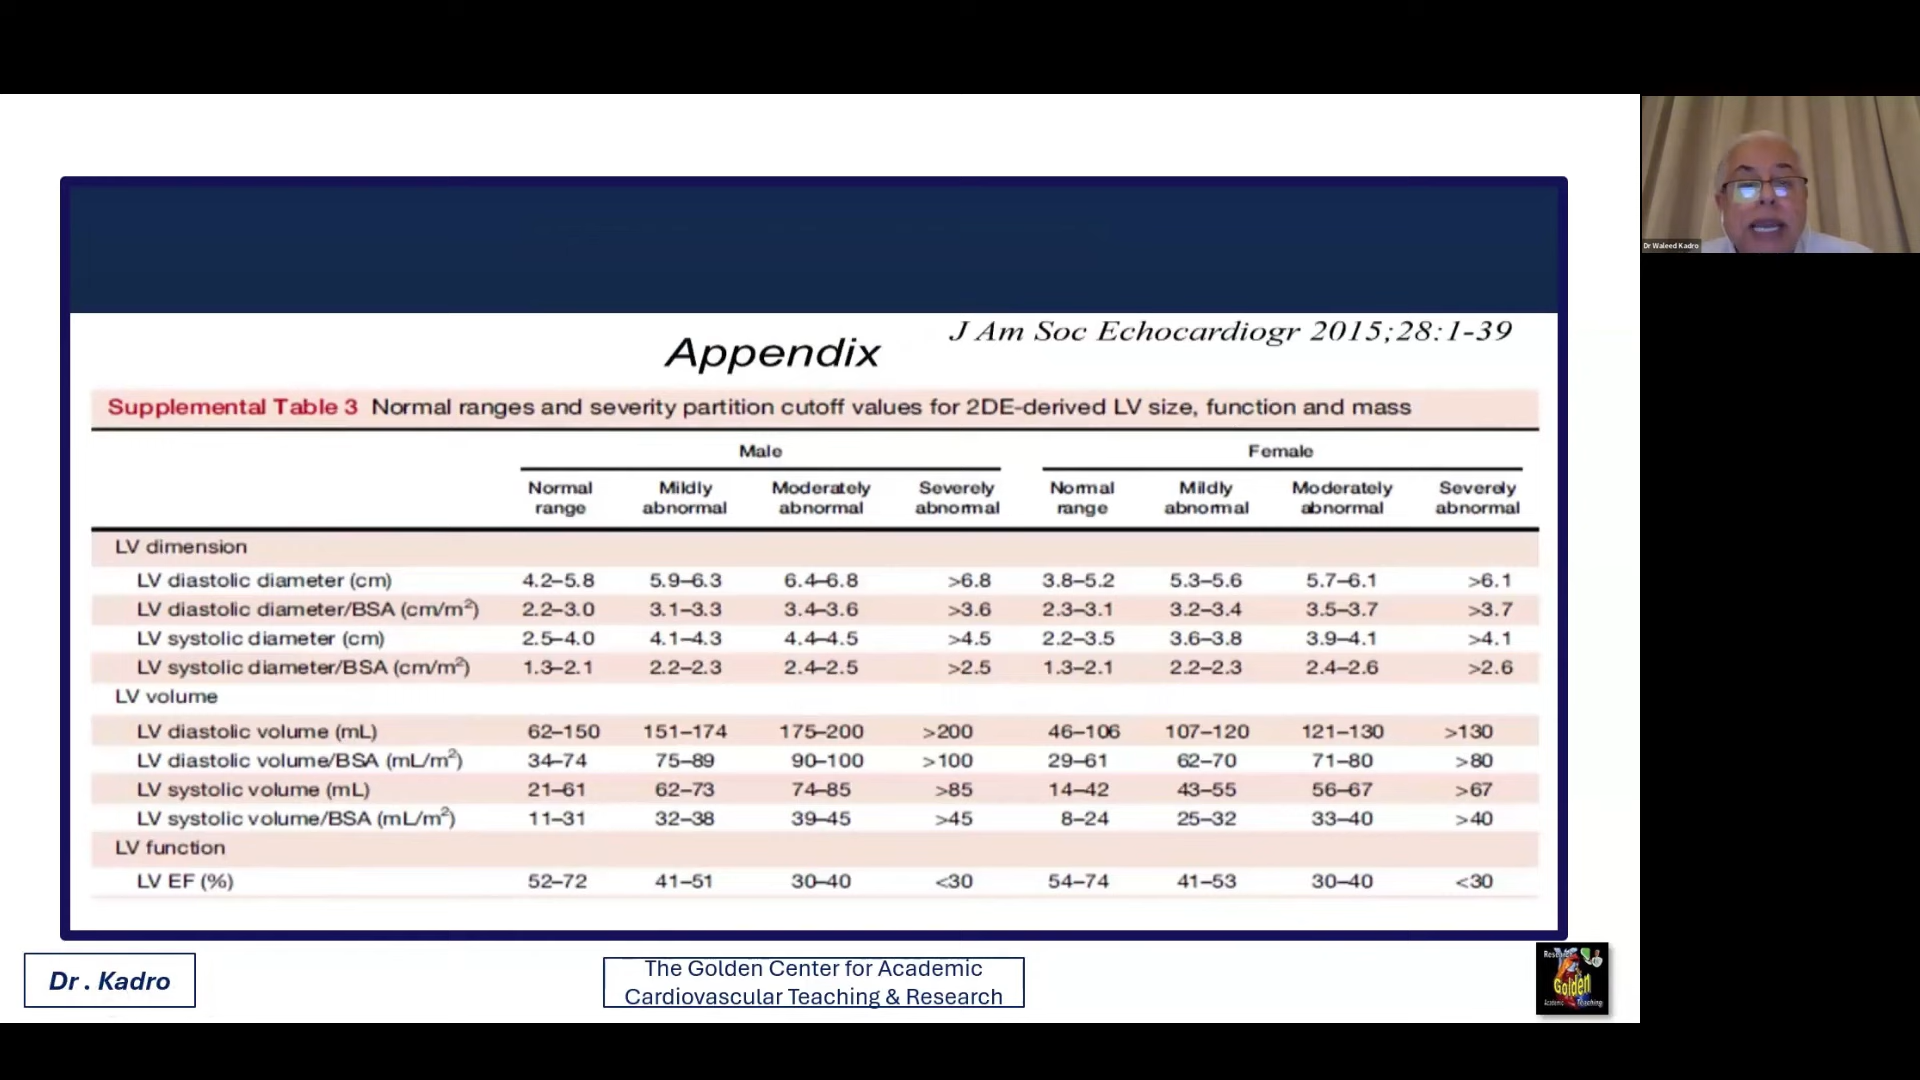 J Am Soc Echocardiogr 2015;28:1-39
Appendix
Supplemental Table 3 Normal ranges and severity partition cutoff values for 2DE-derived LV size, function and mass
Male Female
Normal range Mildly abnormal Moderately abnormal Severely abnormal Normal range Mildly abnormal Moderately abnormal Severely abnormal
LV dimension
LV diastolic diameter (cm) 4.2–5.8 5.9–6.3 6.4–6.8 >6.8 3.8–5.2 5.3–5.6 5.7–6.1 >6.1
LV diastolic diameter/BSA (cm/m²) 2.2–3.0 3.1–3.3 3.4–3.6 >3.6 2.3–3.1 3.2–3.4 3.5–3.7 >3.7
LV systolic diameter (cm) 2.5–4.0 4.1–4.3 4.4–4.5 >4.5 2.2–3.5 3.6–3.8 3.9–4.1 >4.1
LV systolic diameter/BSA (cm/m²) 1.3–2.1 2.2–2.3 2.4–2.5 >2.5 1.3–2.1 2.2–2.3 2.4–2.6 >2.6
LV volume
LV diastolic volume (mL) 62–150 151–174 175–200 >200 46–106 107–120 121–130 >130
LV diastolic volume/BSA (mL/m²) 34–74 75–89 90–100 >100 29–61 62–70 71–80 >80
LV systolic volume (mL) 21–61 62–73 74–85 >85 14–42 43–55 56–67 >67
LV systolic volume/BSA (mL/m²) 11–31 32–38 39–45 >45 8–24 25–32 33–40 >40
LV function
LV EF (%) 52–72 41–51 30–40 <30 54–74 41–53 30–40 <30
Dr . Kadro
The Golden Center for Academic
Cardiovascular Teaching & Research
Golden
Academic Teaching
Dr Waleed Kadro